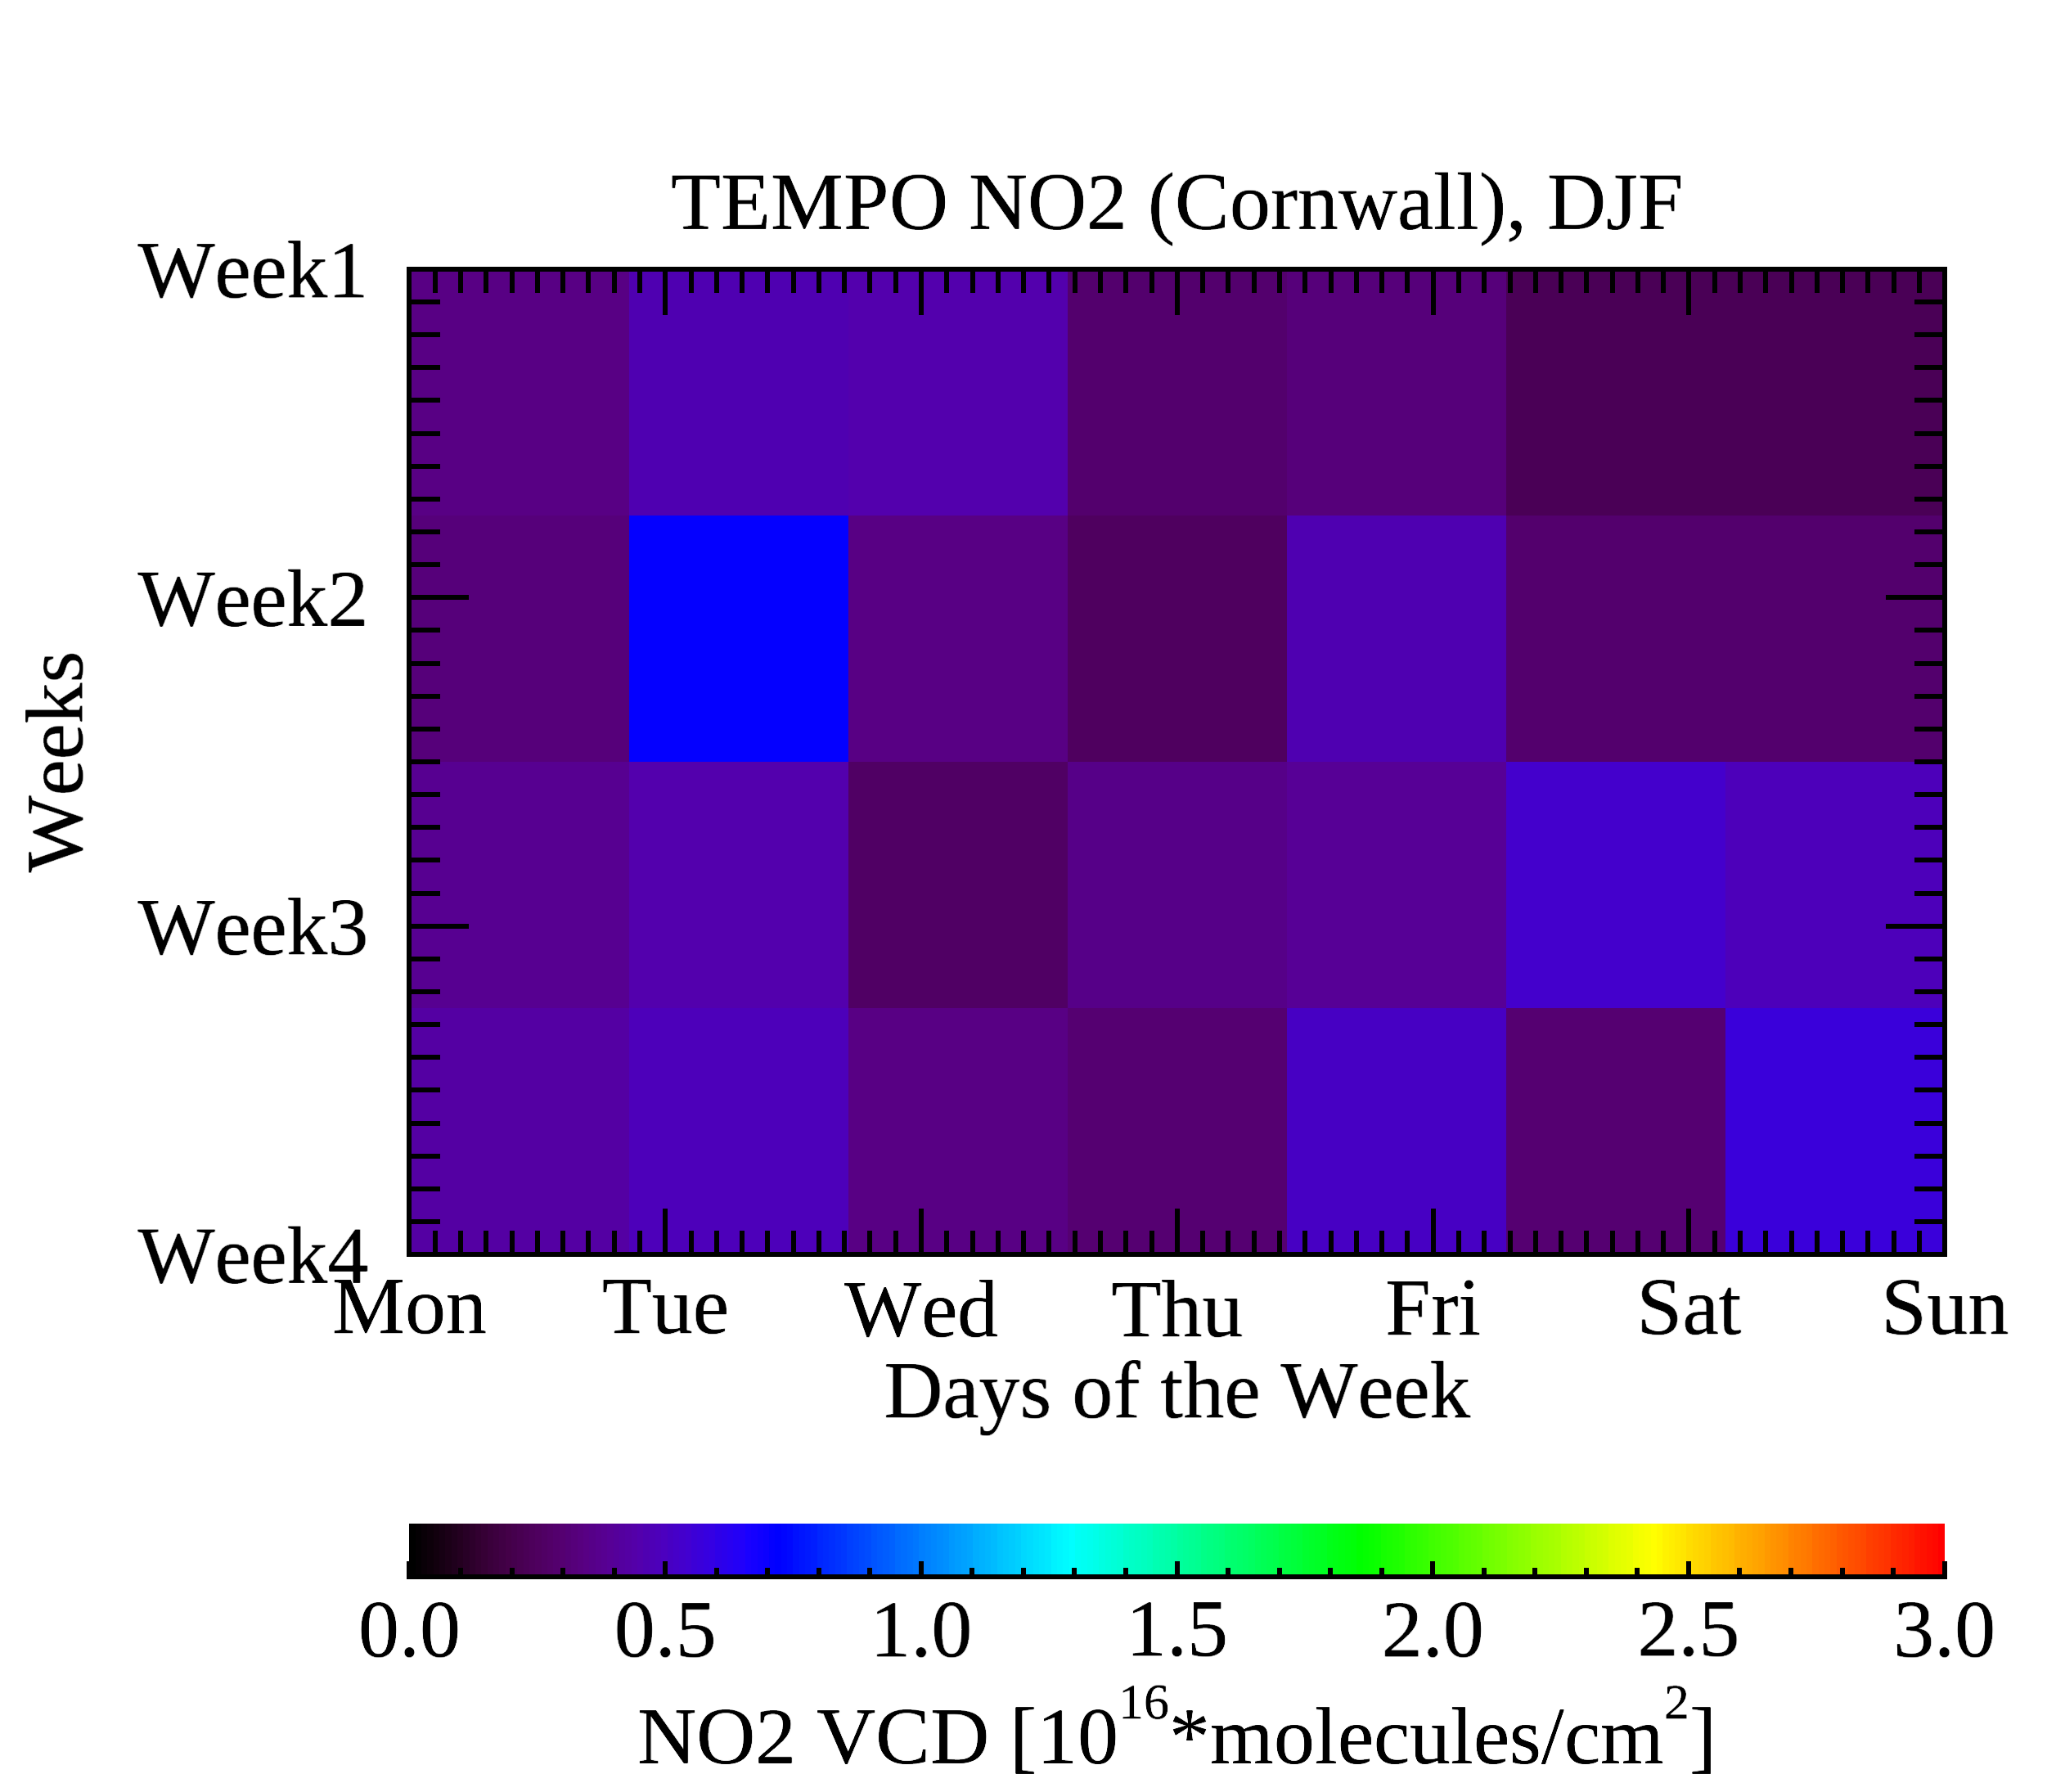 TEMPO NO2 (Cornwall), DJF
Week1
Week2
Week3
Week4
Weeks
Mon Tue Wed Thu Fri Sat Sun
Days of the Week
0.0 0.5 1.0 1.5 2.0 2.5 3.0
NO2 VCD [10^16*molecules/cm^2]